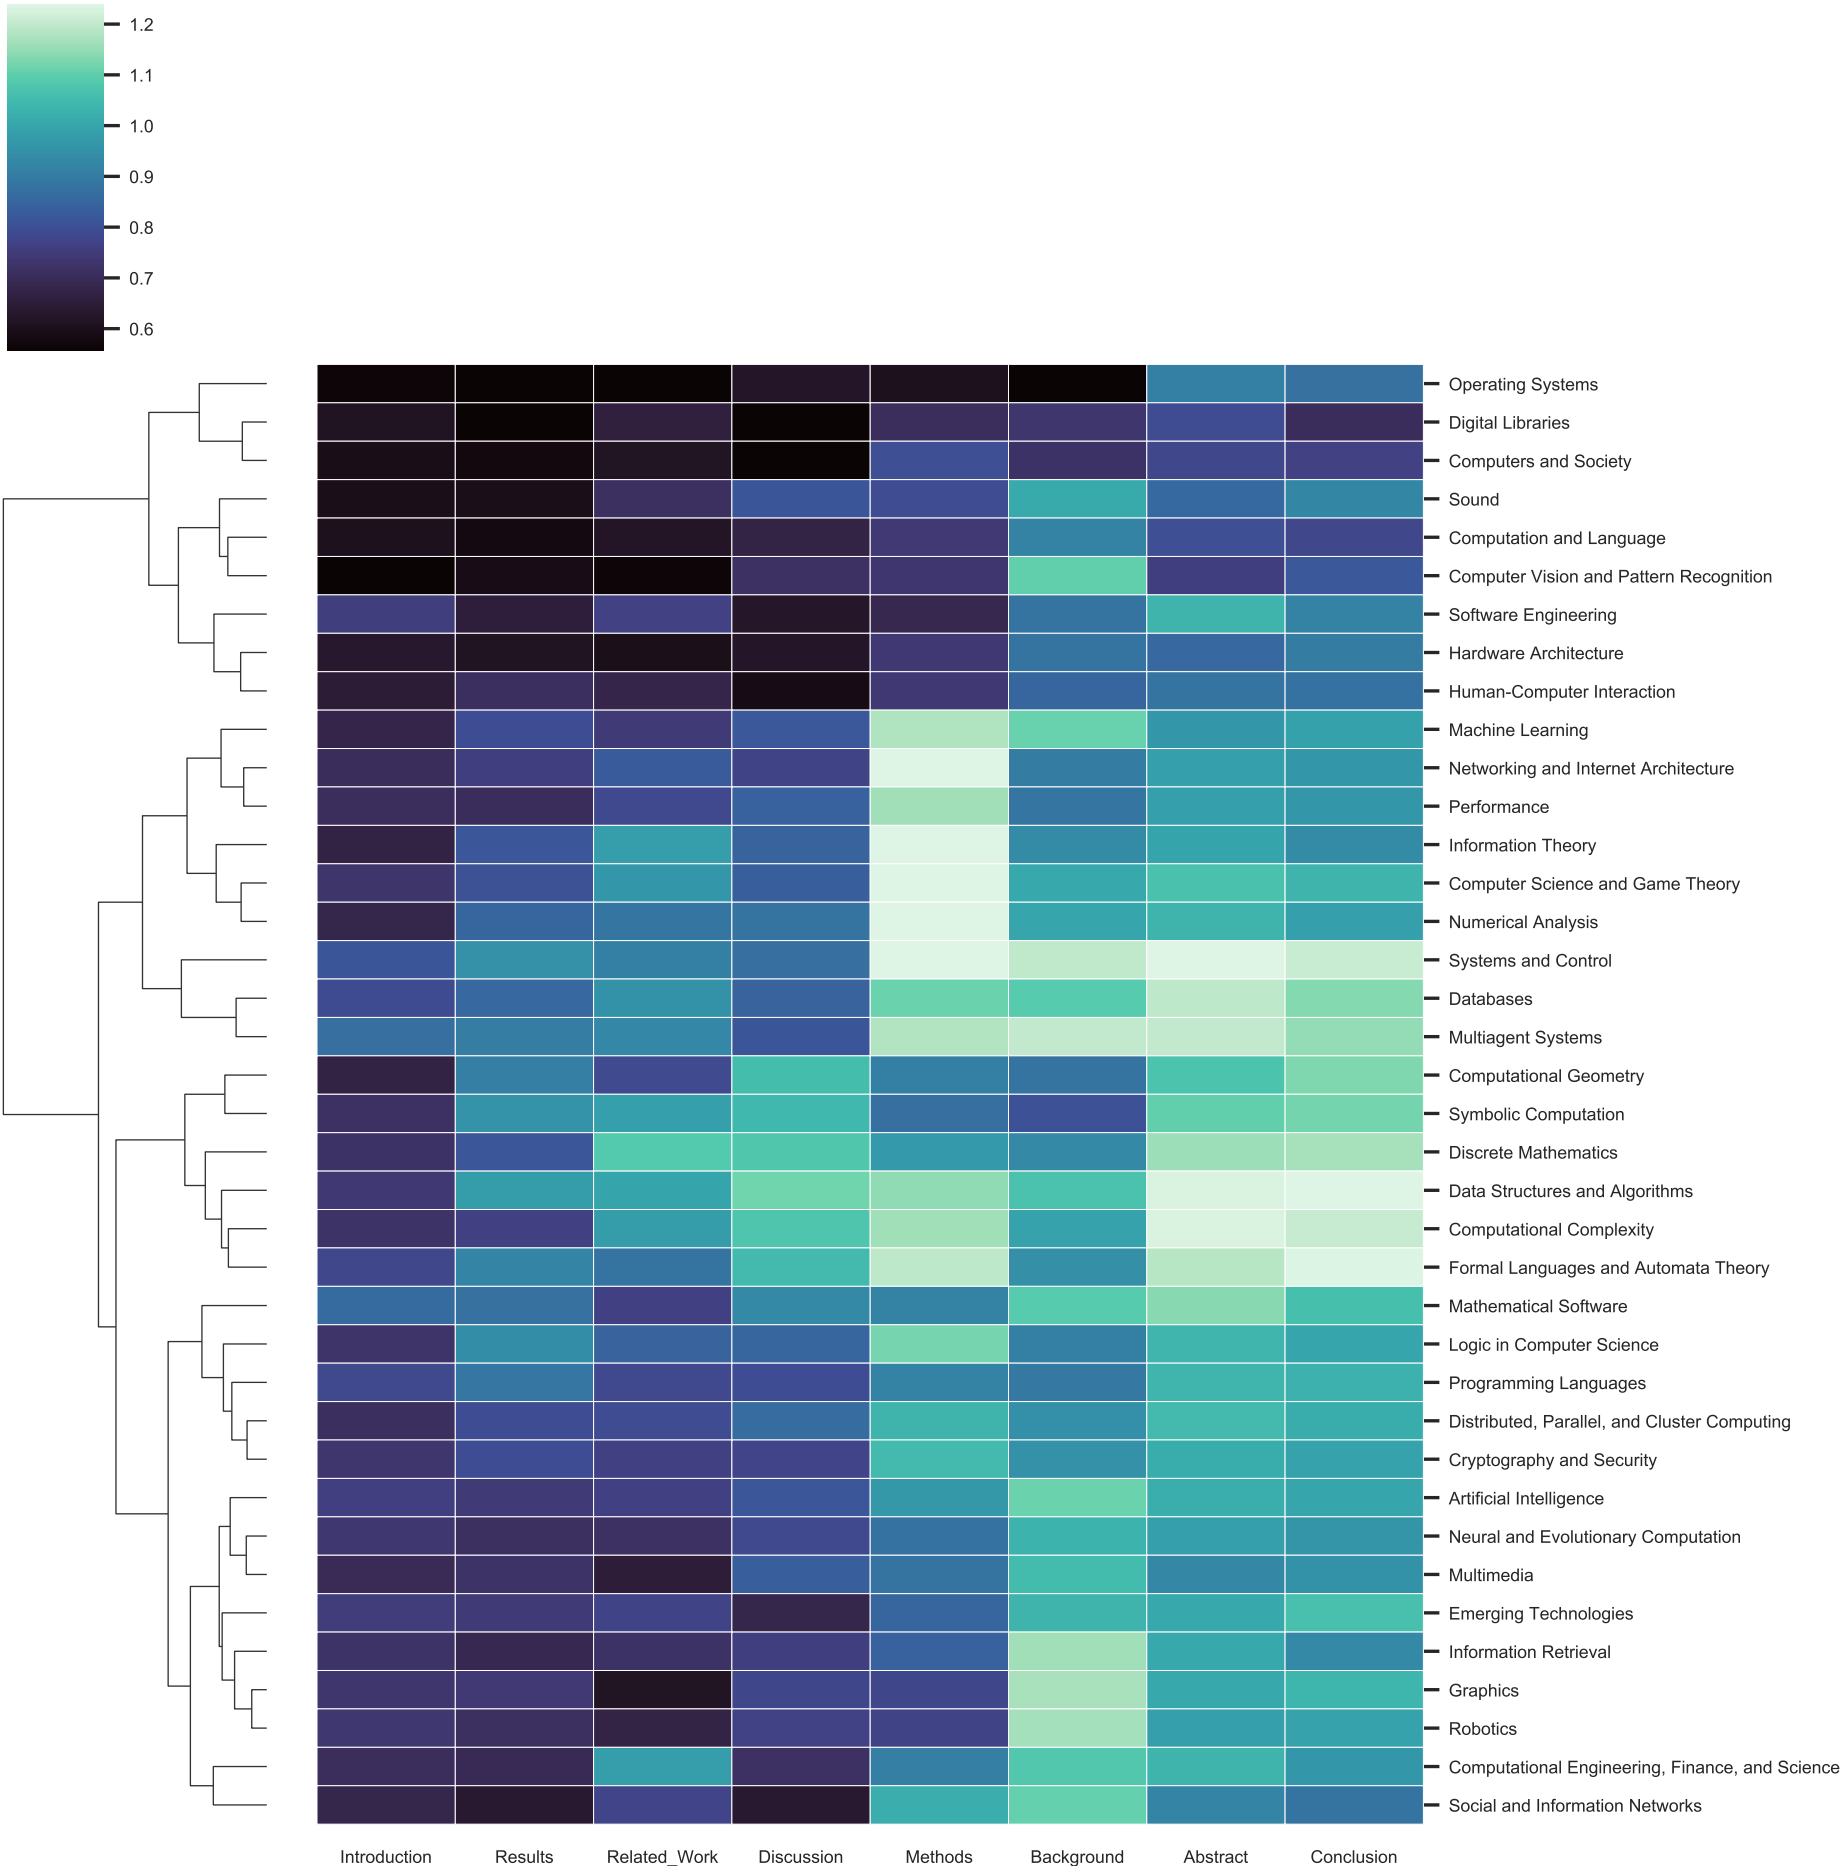 1.2
1.1
1.0
0.9
0.8
0.7
0.6
Operating Systems
Digital Libraries
Computers and Society
Sound
Computation and Language
Computer Vision and Pattern Recognition
Software Engineering
Hardware Architecture
Human-Computer Interaction
Machine Learning
Networking and Internet Architecture
Performance
Information Theory
Computer Science and Game Theory
Numerical Analysis
Systems and Control
Databases
Multiagent Systems
Computational Geometry
Symbolic Computation
Discrete Mathematics
Data Structures and Algorithms
Computational Complexity
Formal Languages and Automata Theory
Mathematical Software
Logic in Computer Science
Programming Languages
Distributed, Parallel, and Cluster Computing
Cryptography and Security
Artificial Intelligence
Neural and Evolutionary Computation
Multimedia
Emerging Technologies
Information Retrieval
Graphics
Robotics
Computational Engineering, Finance, and Science
Social and Information Networks
Introduction Results Related_Work Discussion Methods Background Abstract Conclusion